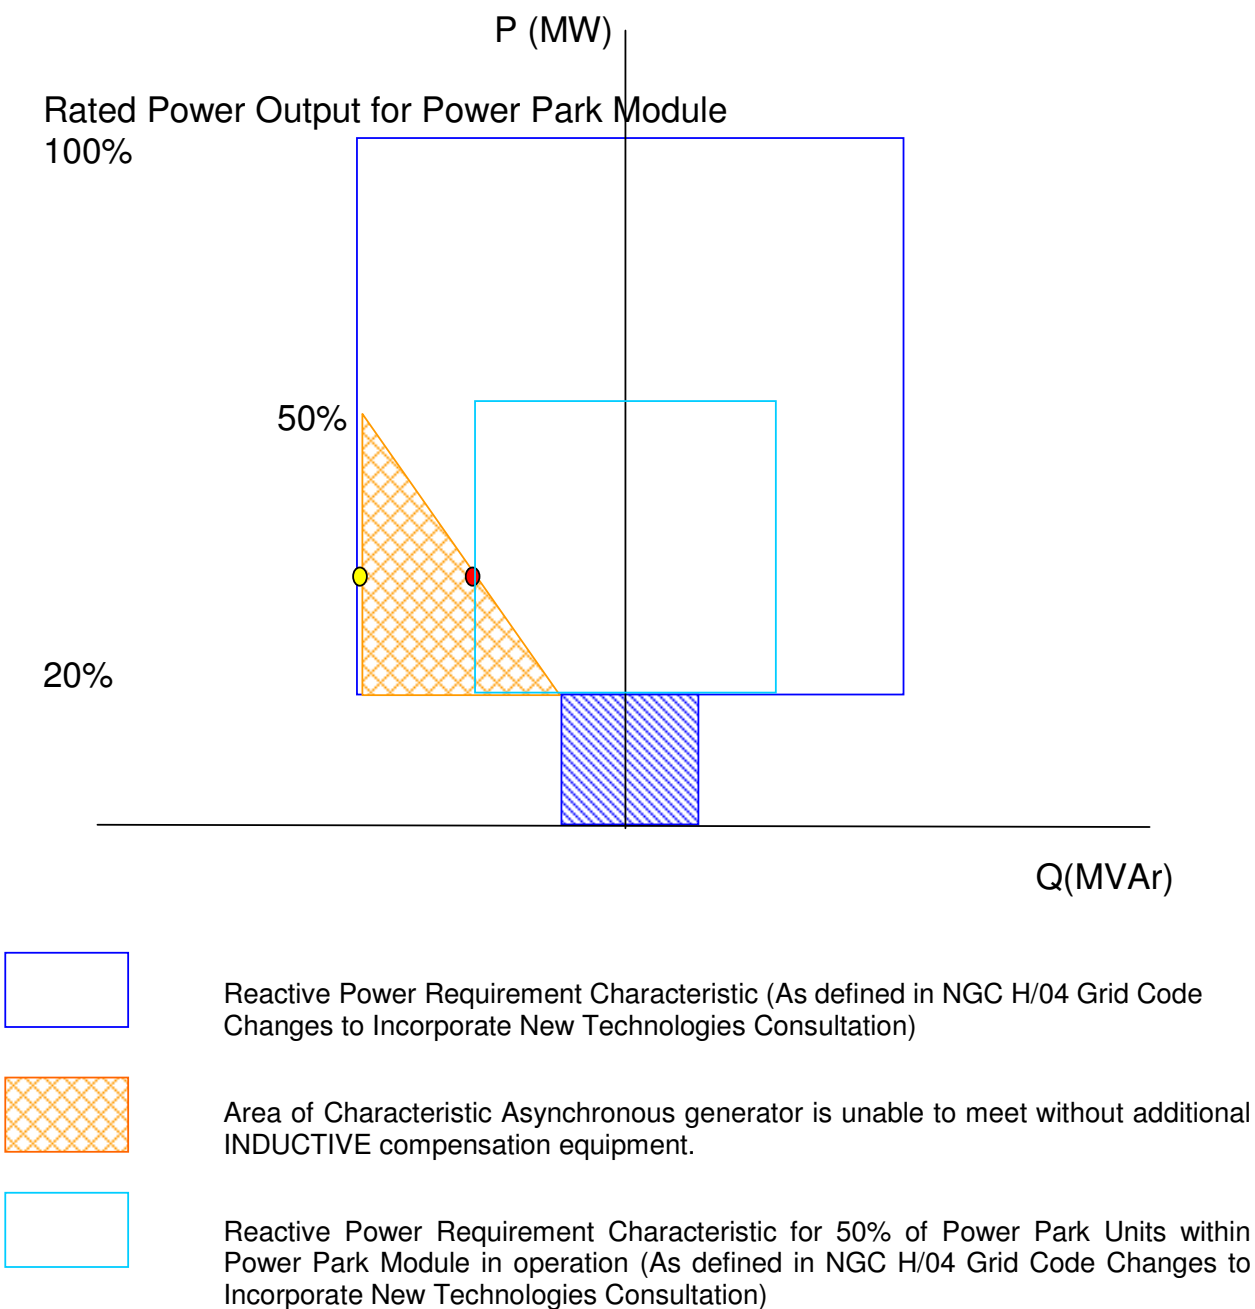 P (MW)
Rated Power Output for Power Park Module
100%
50%
20%
Q(MVAr)
Reactive Power Requirement Characteristic (As defined in NGC H/04 Grid Code
Changes to Incorporate New Technologies Consultation)
Area of Characteristic Asynchronous generator is unable to meet without additional
INDUCTIVE compensation equipment.
Reactive Power Requirement Characteristic for 50% of Power Park Units within
Power Park Module in operation (As defined in NGC H/04 Grid Code Changes to
Incorporate New Technologies Consultation)